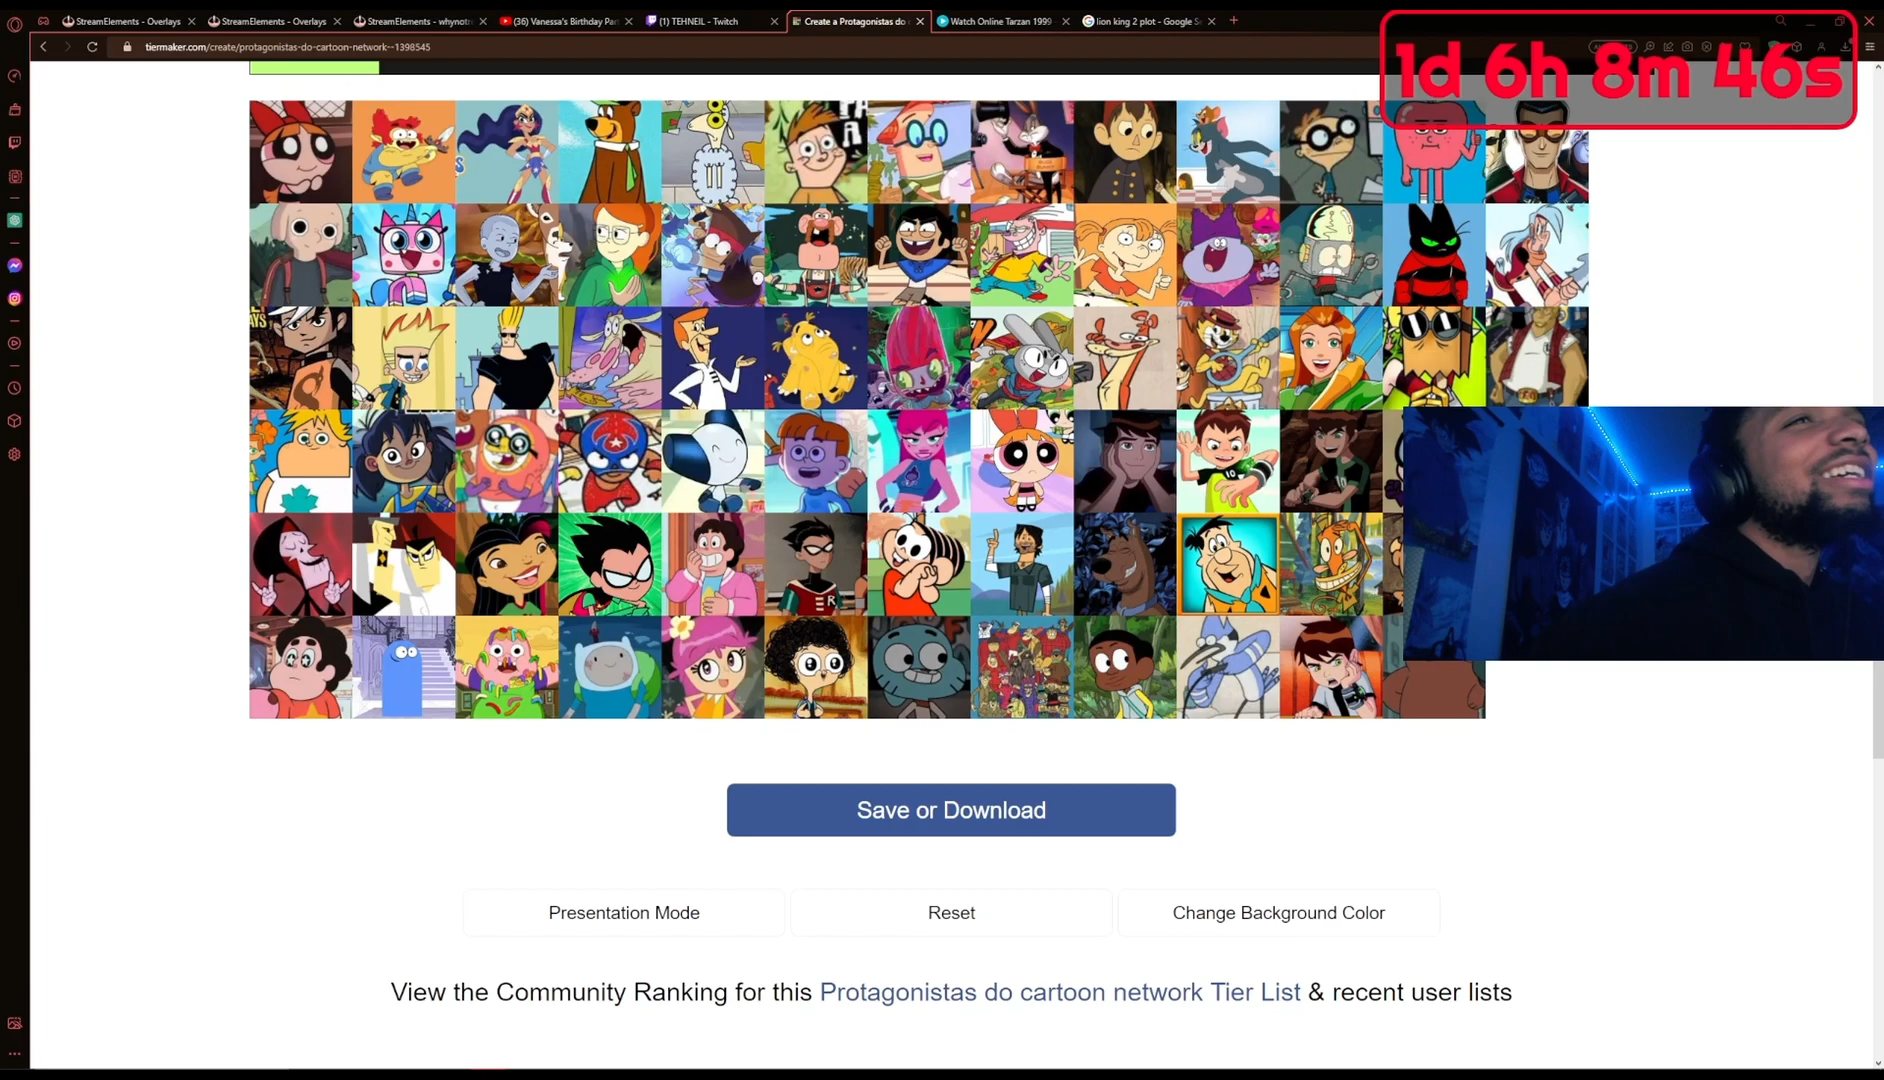 StreamElements - Overlays
StreamElements - Overlays
StreamElements - whynotre
(36) Vanessa's Birthday Par
(1) TEHNEIL - Twitch
Create a Protagonistas do
Watch Online Tarzan 1999
lion king 2 plot - Google Se
tiermaker.com/create/protagonistas-do-cartoon-network--1398545
1d 6h 8m 46s
Save or Download
Presentation Mode
Reset
Change Background Color
View the Community Ranking for this Protagonistas do cartoon network Tier List & recent user lists